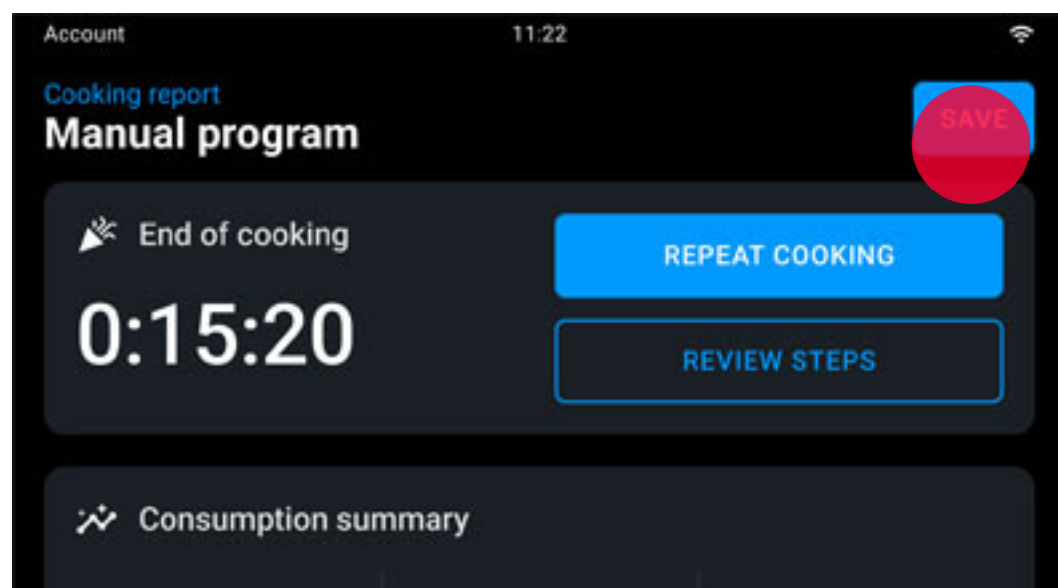 Account 11:22
Cooking report
Manual program
SAVE
End of cooking
0:15:20
REPEAT COOKING
REVIEW STEPS
Consumption summary